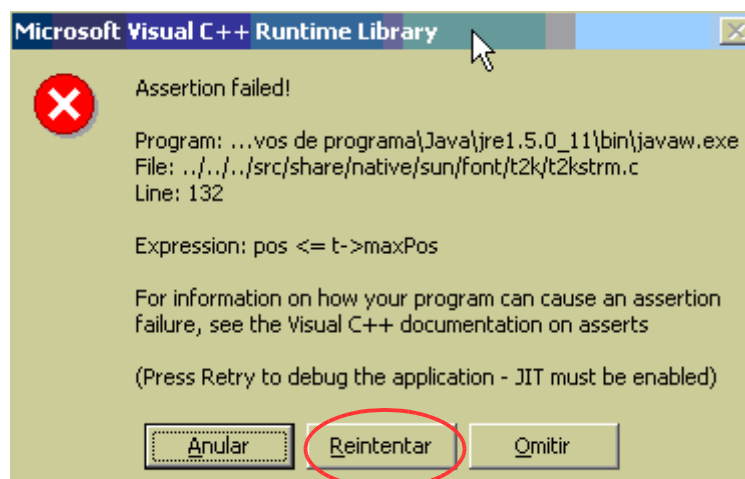 Microsoft Visual C++ Runtime Library
Assertion failed!
Program: ...vos de programa\Java\jre1.5.0_11\bin\javaw.exe
File: ../../../src/share/native/sun/font/t2k/t2kstrm.c
Line: 132
Expression: pos <= t->maxPos
For information on how your program can cause an assertion
failure, see the Visual C++ documentation on asserts
(Press Retry to debug the application - JIT must be enabled)
Anular Reintentar Omitir